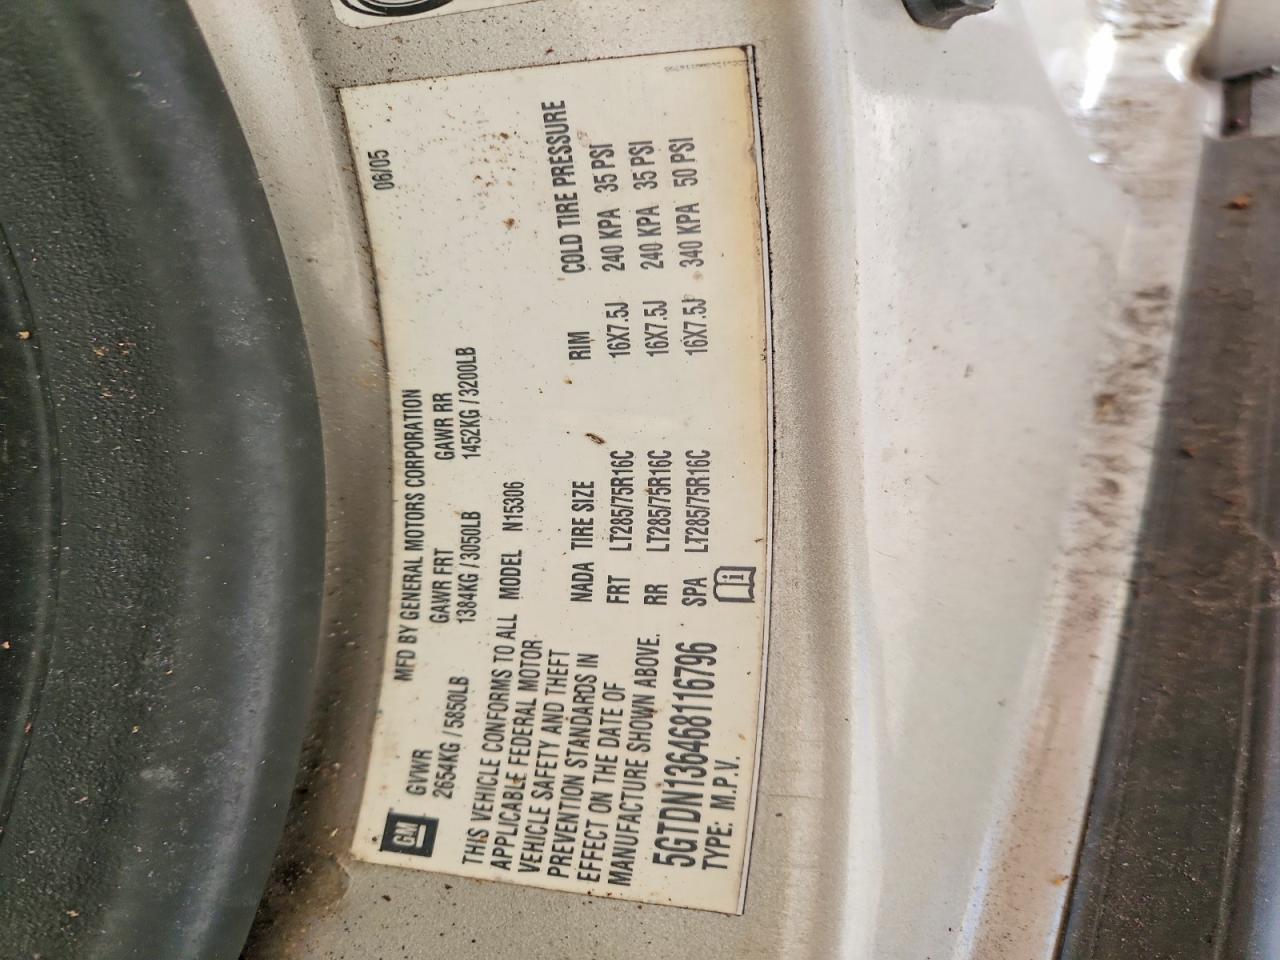 GM
MFD BY GENERAL MOTORS CORPORATION 06/05
GVWR GAWR FRT GAWR RR
2654KG / 5850LB 1384KG / 3050LB 1452KG / 3200LB
THIS VEHICLE CONFORMS TO ALL
APPLICABLE FEDERAL MOTOR
VEHICLE SAFETY AND THEFT
PREVENTION STANDARDS IN
EFFECT ON THE DATE OF
MANUFACTURE SHOWN ABOVE.
5GTDN136468116796
TYPE: M.P.V.
MODEL N15306
NADA TIRE SIZE RIM COLD TIRE PRESSURE
FRT LT285/75R16C 16X7.5J 240 KPA 35 PSI
RR LT285/75R16C 16X7.5J 240 KPA 35 PSI
SPA LT285/75R16C 16X7.5J 340 KPA 50 PSI